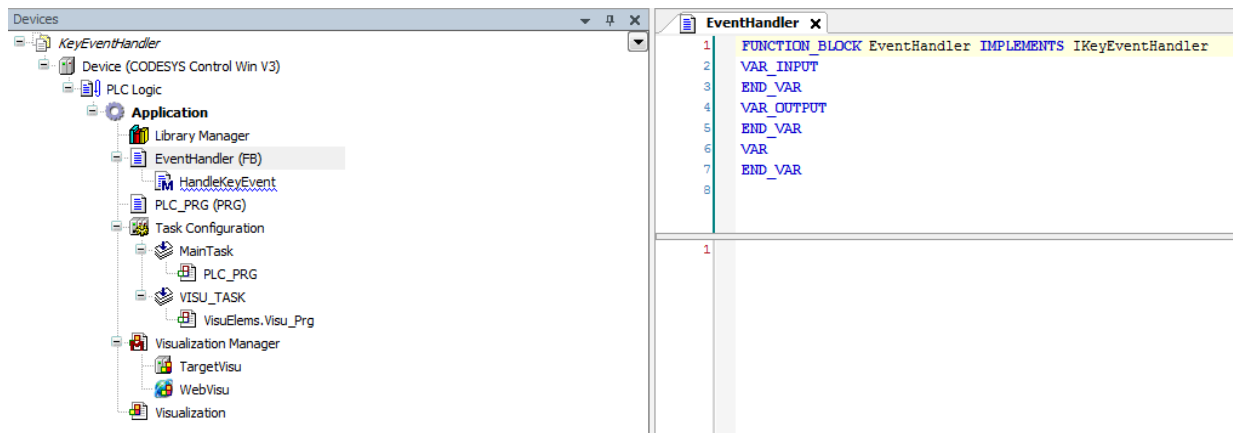 Devices
KeyEventHandler
Device (CODESYS Control Win V3)
PLC Logic
Application
Library Manager
EventHandler (FB)
HandleKeyEvent
PLC_PRG (PRG)
Task Configuration
MainTask
PLC_PRG
VISU_TASK
VisuElems.Visu_Prg
Visualization Manager
TargetVisu
WebVisu
Visualization
EventHandler
1 FUNCTION_BLOCK EventHandler IMPLEMENTS IKeyEventHandler
2 VAR_INPUT
3 END_VAR
4 VAR_OUTPUT
5 END_VAR
6 VAR
7 END_VAR
8
1